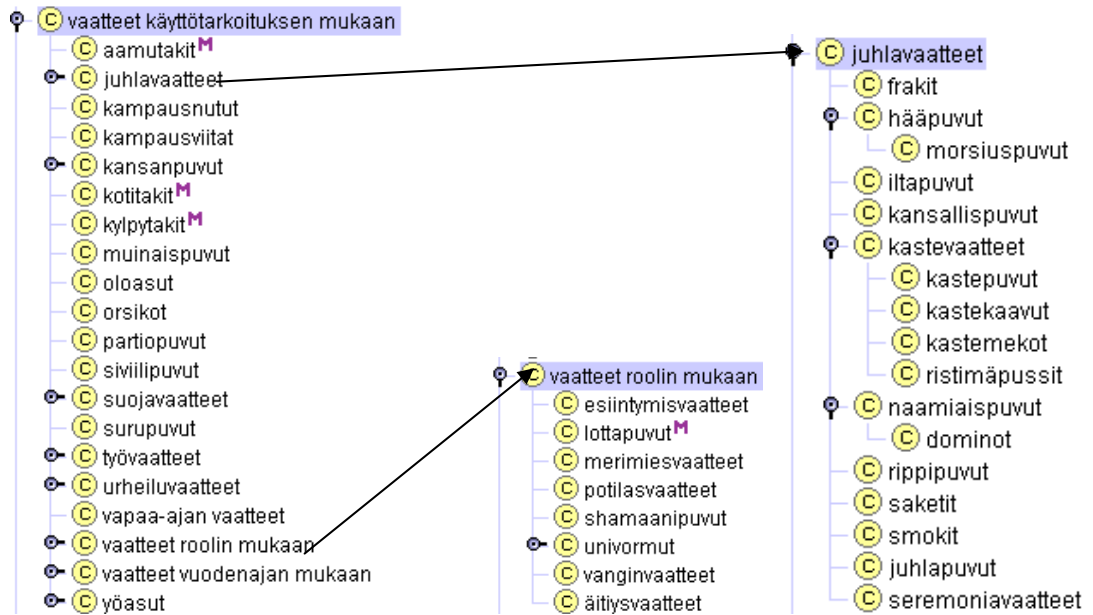 vaatteet käyttötarkoituksen mukaan
aamutakit M
juhlavaatteet
kampausnutut
kampausviitat
kansanpuvut
kotitakit M
kylpytakit M
muinaispuvut
oloasut
orsikot
partiopuvut
siviilipuvut
suojavaatteet
surupuvut
työvaatteet
urheiluvaatteet
vapaa-ajan vaatteet
vaatteet roolin mukaan
vaatteet vuodenajan mukaan
yöasut
vaatteet roolin mukaan
esiintymisvaatteet
lottapuvut M
merimiesvaatteet
potilasvaatteet
shamaanipuvut
univormut
vanginvaatteet
äitiysvaatteet
juhlavaatteet
frakit
hääpuvut
morsiuspuvut
iltapuvut
kansallispuvut
kastevaatteet
kastepuvut
kastekaavut
kastemekot
ristimäpussit
naamiaispuvut
dominot
rippipuvut
saketit
smokit
juhlapuvut
seremoniavaatteet